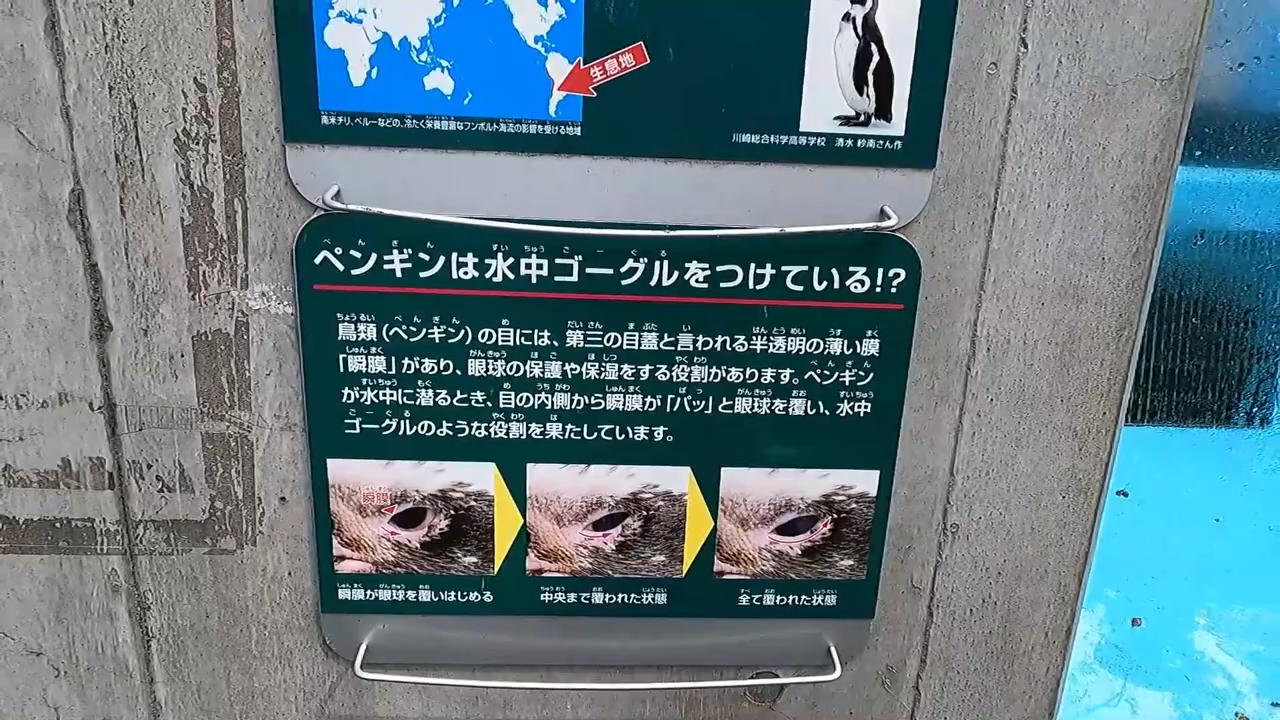 生息地
南米チリ、ペルーなどの、冷たく栄養豊富なフンボルト海流の影響を受ける地域
川崎総合科学高等学校 清水 紗南さん作
ペンギンは水中ゴーグルをつけている!?
鳥類(ペンギン)の目には、第三の目蓋と言われる半透明の薄い膜
「瞬膜」があり、眼球の保護や保湿をする役割があります。ペンギン
が水中に潜るとき、目の内側から瞬膜が「パッ」と眼球を覆い、水中
ゴーグルのような役割を果たしています。
瞬膜
瞬膜が眼球を覆いはじめる
中央まで覆われた状態
全て覆われた状態